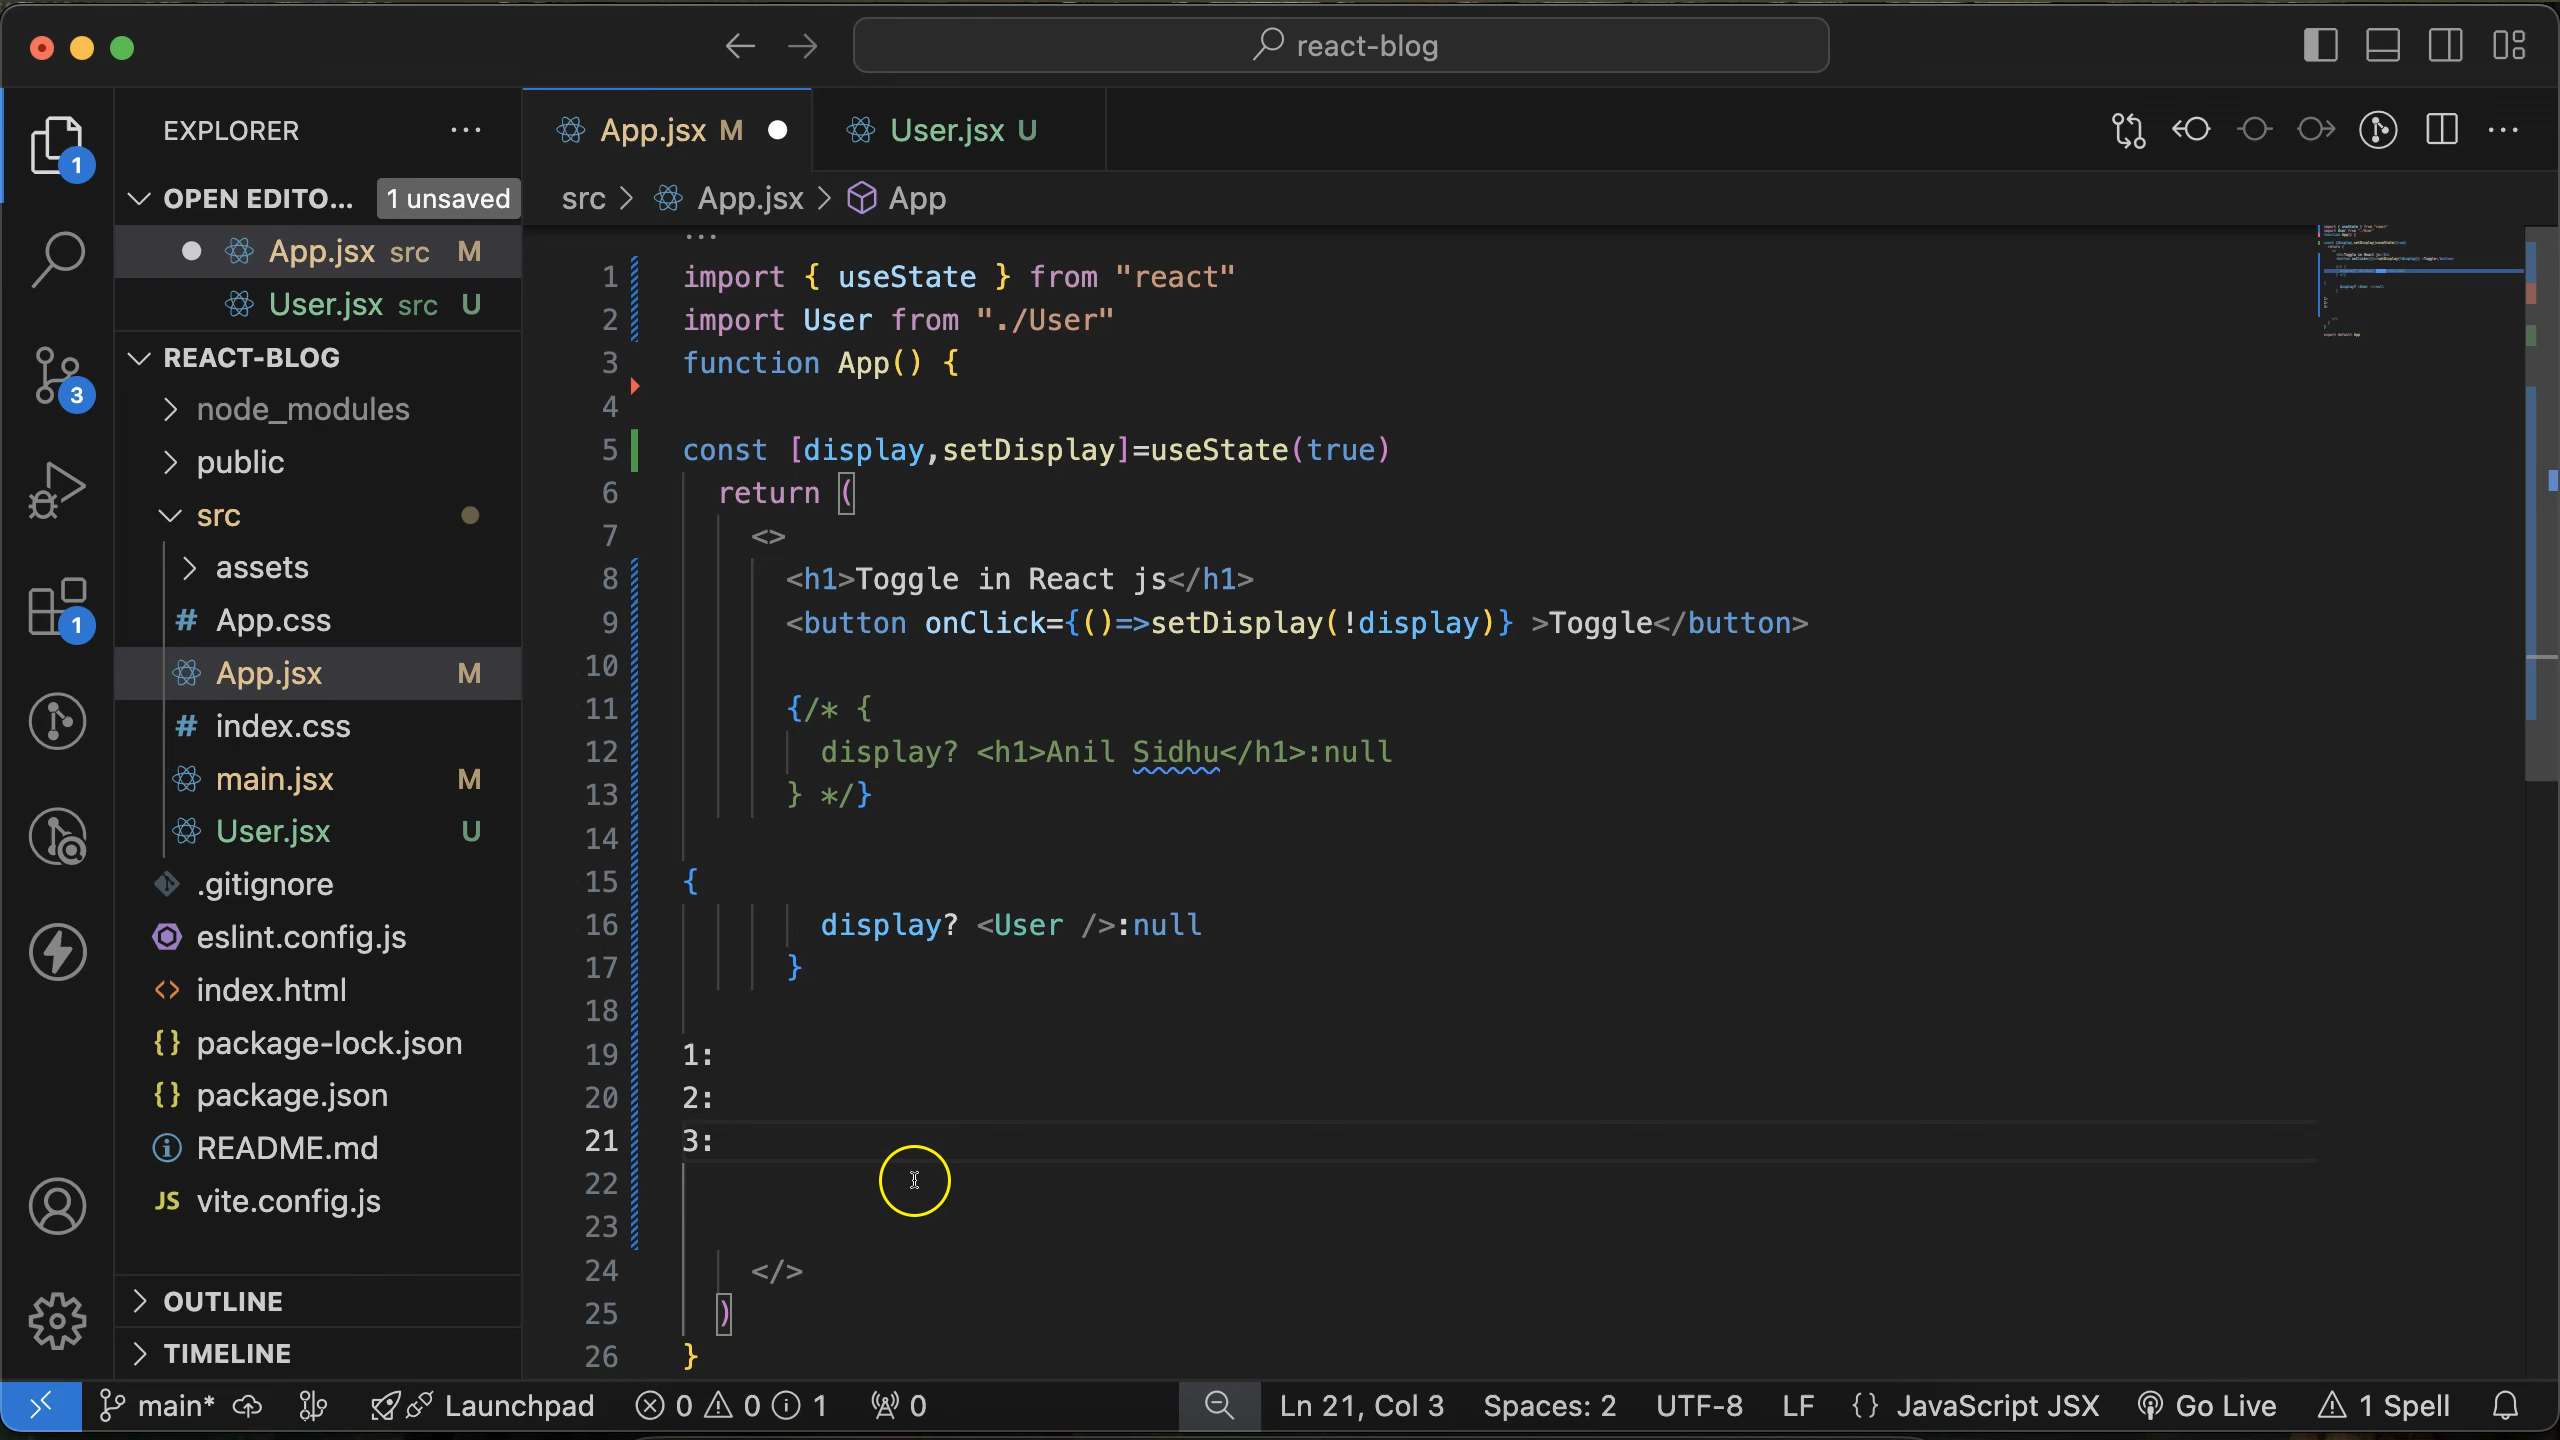 react-blog
EXPLORER
1
OPEN EDITO...
1 unsaved
App.jsx src M
User.jsx src U
REACT-BLOG
3
node_modules
public
src
assets
App.css
1
App.jsx M
index.css
main.jsx M
User.jsx U
.gitignore
eslint.config.js
index.html
package-lock.json
package.json
README.md
JS vite.config.js
OUTLINE
TIMELINE
App.jsx M
User.jsx U
src > App.jsx > App
...
1 import { useState } from "react"
2 import User from "./User"
3 function App() {
4
5 const [display,setDisplay]=useState(true)
6 return (
7 <>
8 <h1>Toggle in React js</h1>
9 <button onClick={()=>setDisplay(!display)} >Toggle</button>
10
11 {/* {
12 display? <h1>Anil Sidhu</h1>:null
13 } */}
14
15 {
16 display? <User />:null
17 }
18
19 1:
20 2:
21 3:
22
23
24 </>
25 )
26 }
main* Launchpad 0 0 1 0 Ln 21, Col 3 Spaces: 2 UTF-8 LF {} JavaScript JSX Go Live 1 Spell